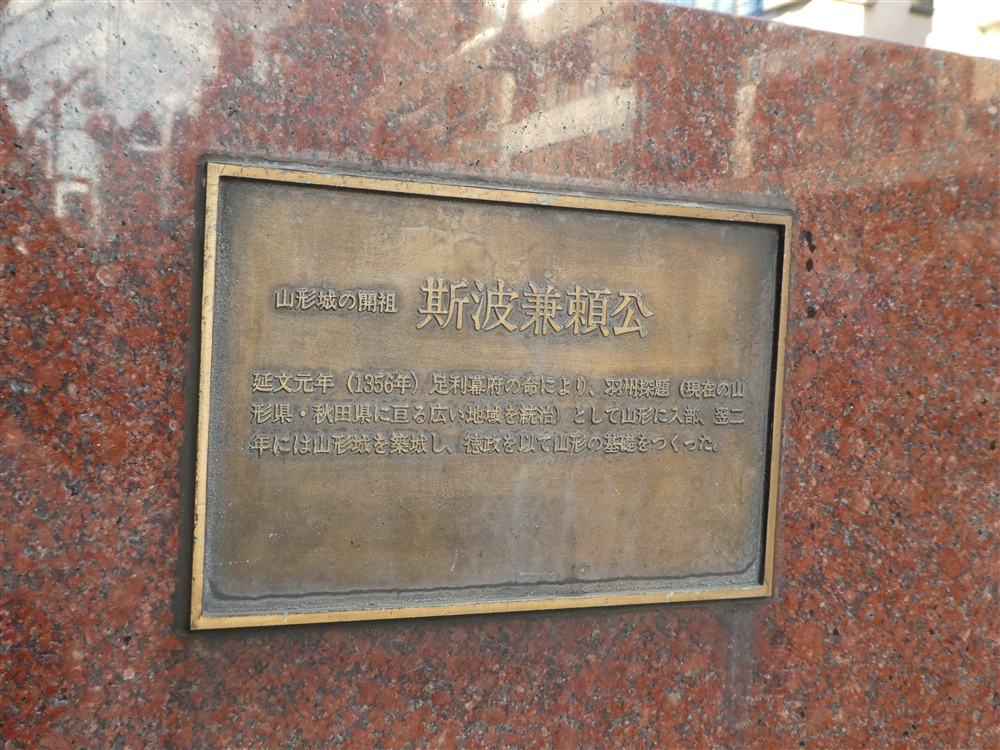 山形城の開祖 斯波兼頼公
延文元年（1356年）足利幕府の命により、羽州探題（現在の山
形県・秋田県に亘る広い地域を統治）として山形に入部、翌二
年には山形城を築城し、徳政を以て山形の基礎をつくった。